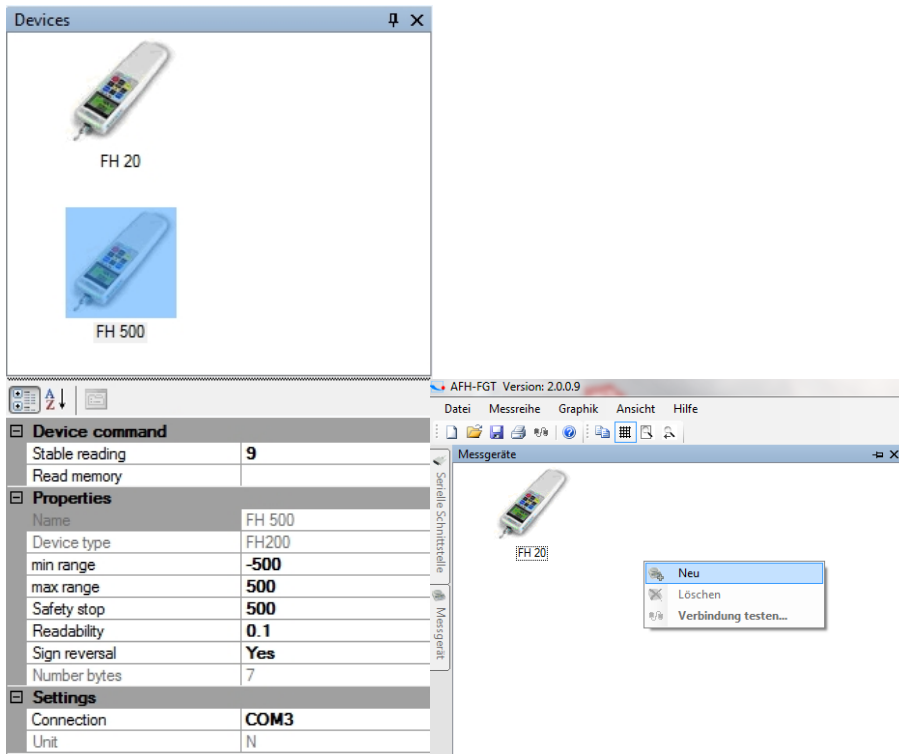 Devices
FH 20
FH 500
Device command
Stable reading 9
Read memory
Properties
Name FH 500
Device type FH200
min range -500
max range 500
Safety stop 500
Readability 0.1
Sign reversal Yes
Number bytes 7
Settings
Connection COM3
Unit N
AFH-FGT Version: 2.0.0.9
Datei Messreihe Graphik Ansicht Hilfe
Messgeräte
Serielle Schnittstelle
Messgerät
FH 20
Neu
Löschen
Verbindung testen...